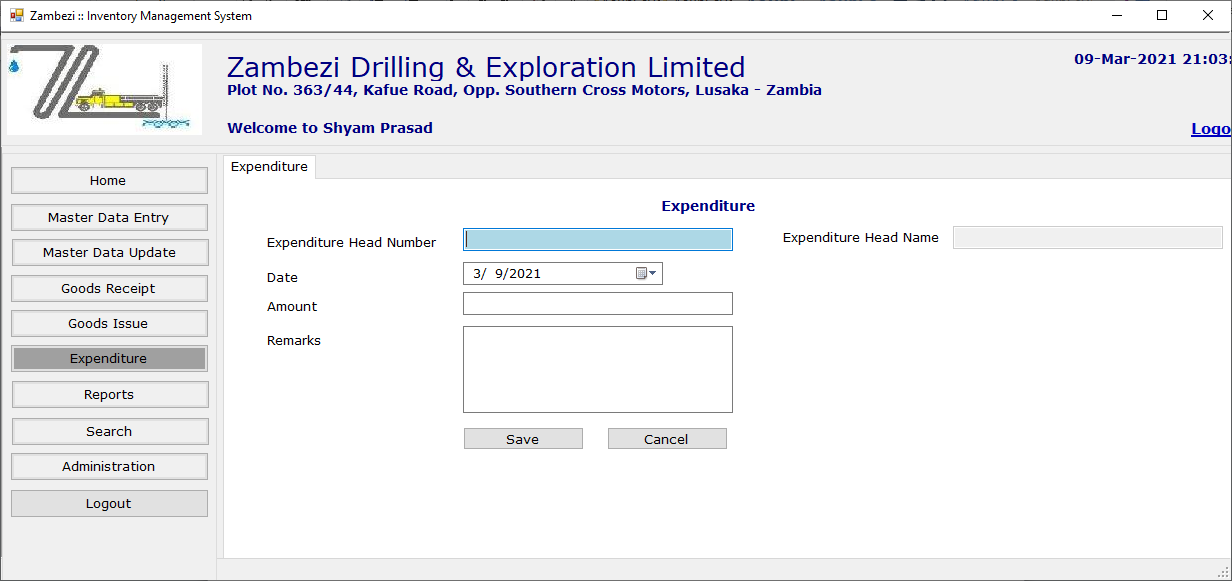 Zambezi :: Inventory Management System
Zambezi Drilling & Exploration Limited
09-Mar-2021 21:03:
Plot No. 363/44, Kafue Road, Opp. Southern Cross Motors, Lusaka - Zambia
Welcome to Shyam Prasad
Logo
Home
Master Data Entry
Master Data Update
Goods Receipt
Goods Issue
Expenditure
Reports
Search
Administration
Logout
Expenditure
Expenditure
Expenditure Head Number
Expenditure Head Name
Date
3/ 9/2021
Amount
Remarks
Save
Cancel